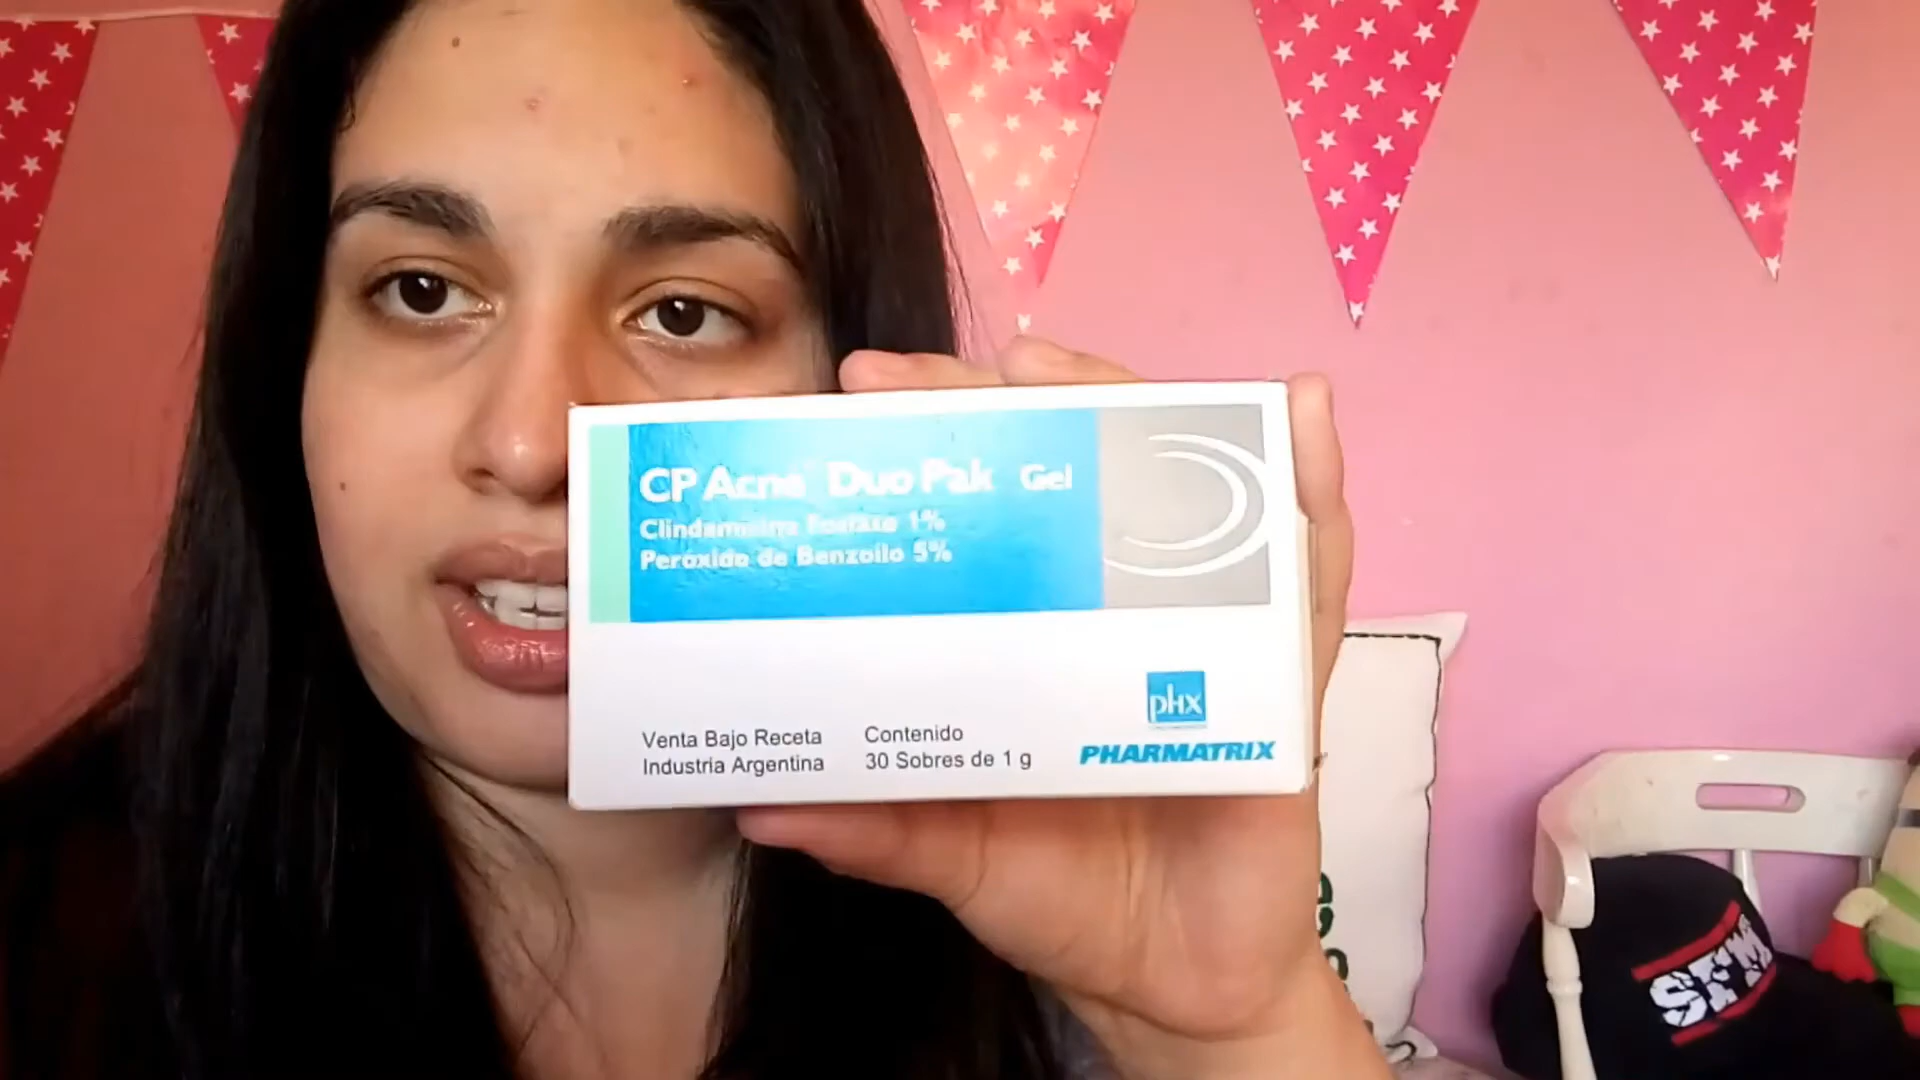 CP Acne Duo Pak Gel
Clindamicina Fosfato 1%
Peróxido de Benzoilo 5%
Venta Bajo Receta
Industria Argentina
Contenido
30 Sobres de 1 g
phx
PHARMATRIX
SFM